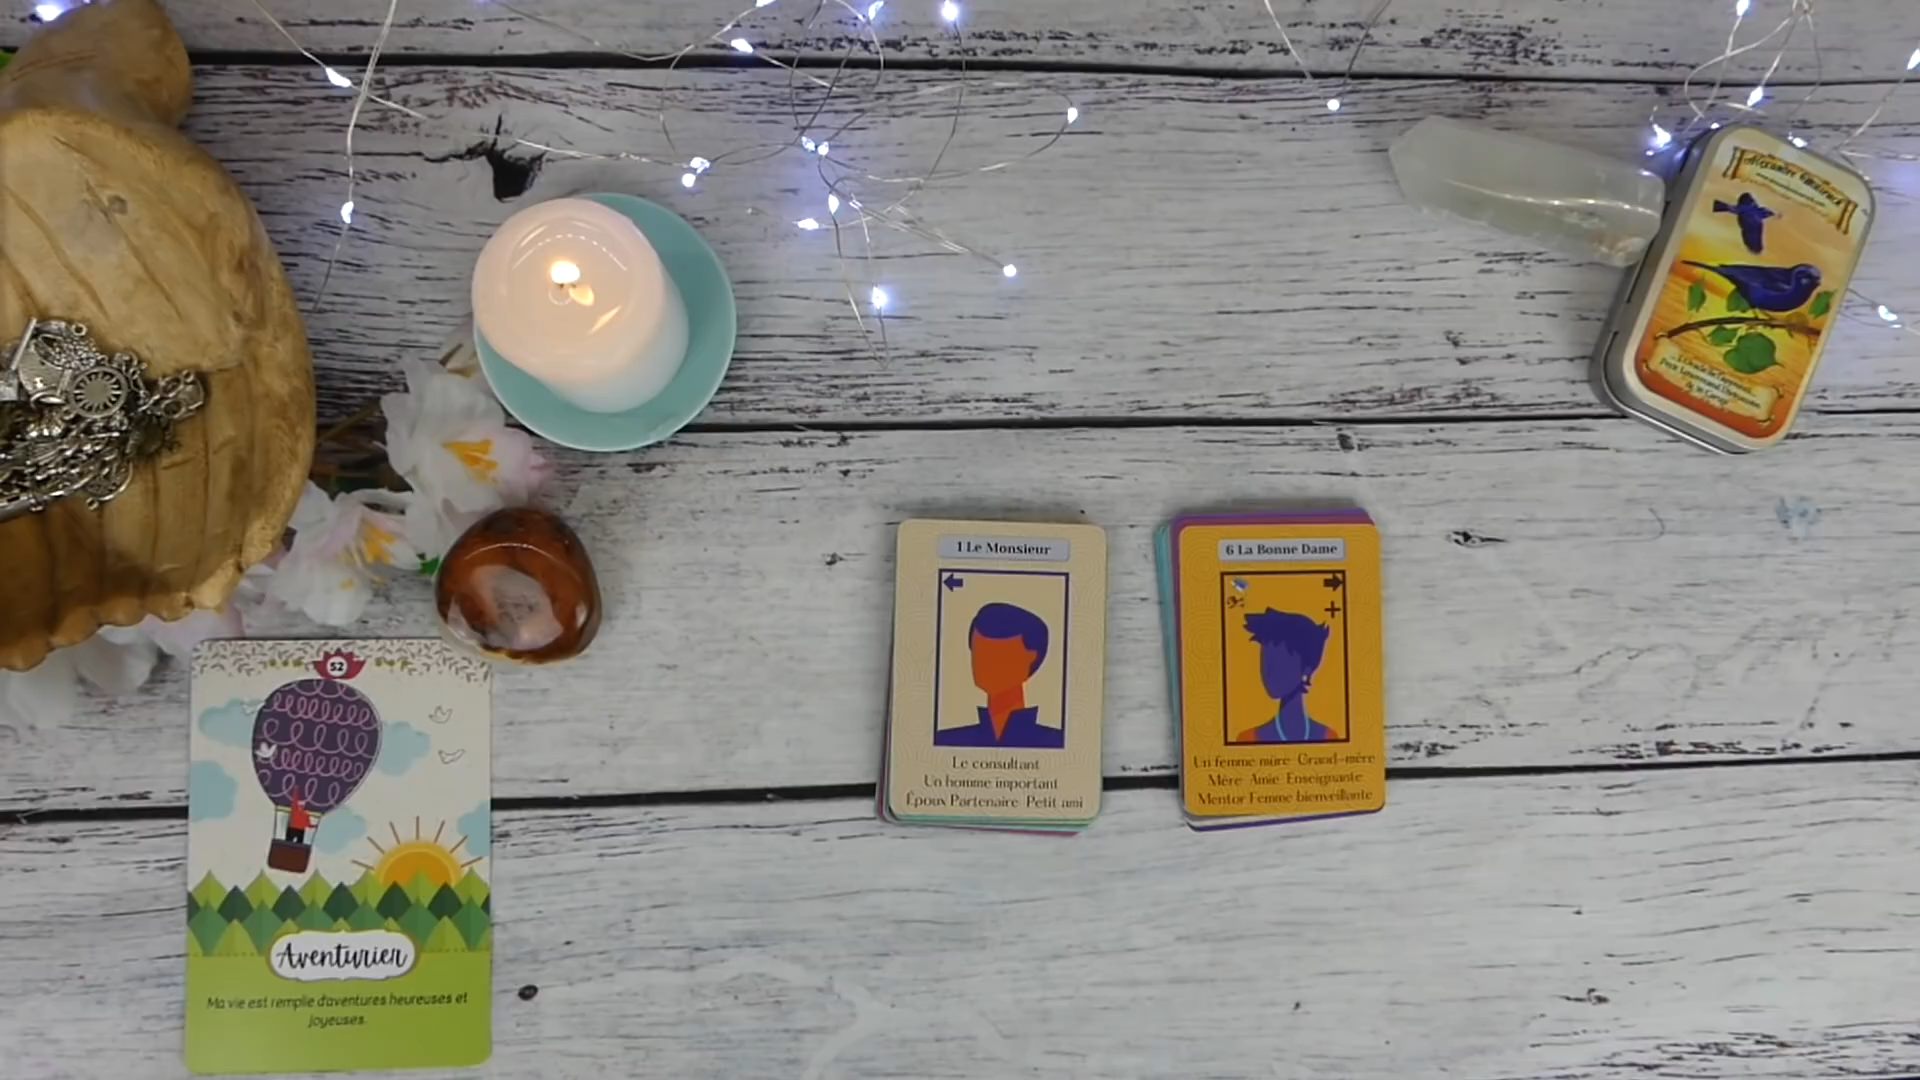 1 Le Monsieur
Le consultant
Un homme important
Époux Partenaire Petit ami
6 La Bonne Dame
Un femme mûre Grand-mère
Mère Amie Enseignante
Mentor Femme bienveillante
52
Aventurier
Ma vie est remplie d'aventures heureuses et
joyeuses.